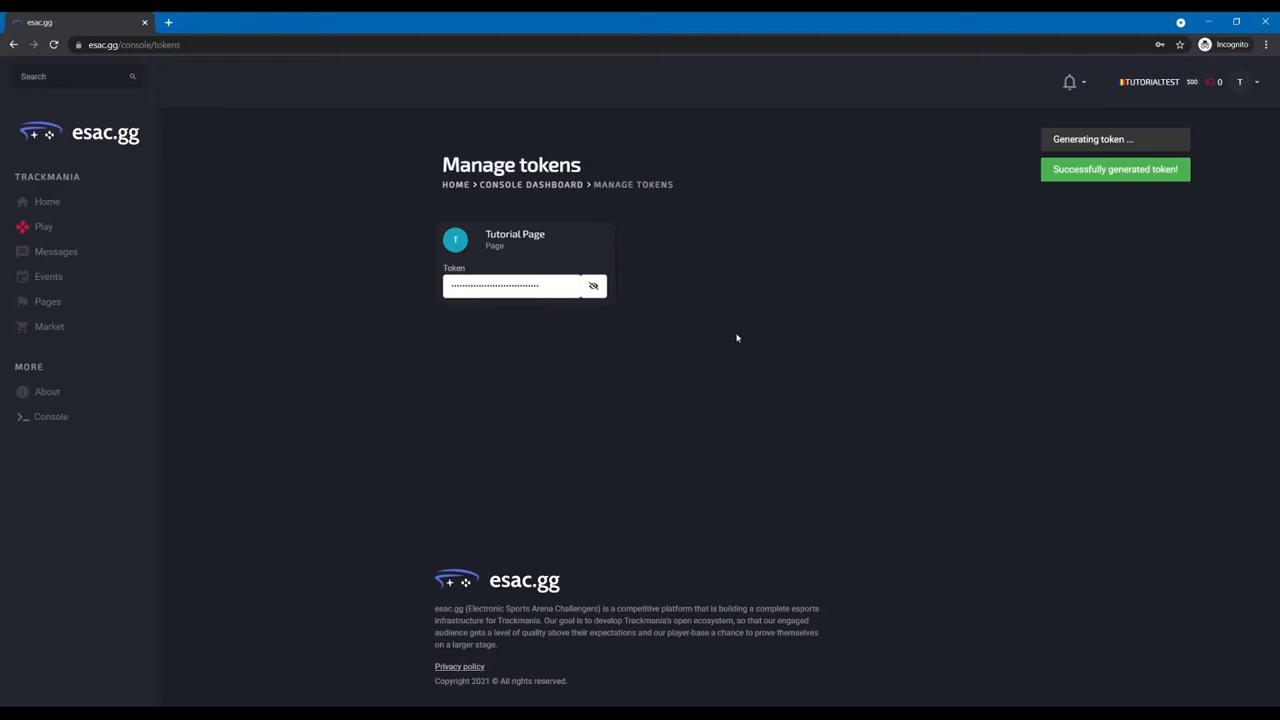 esac.gg
esac.gg/console/tokens
Incognito
Search
TUTORIALTEST 500 0 T
esac.gg
Generating token ...
Successfully generated token!
Manage tokens
HOME > CONSOLE DASHBOARD > MANAGE TOKENS
TRACKMANIA
Home
Play
Messages
Events
Pages
Market
MORE
About
Console
T
Tutorial Page
Page
Token
esac.gg
esac.gg (Electronic Sports Arena Challengers) is a competitive platform that is building a complete esports
infrastructure for Trackmania. Our goal is to develop Trackmania's open ecosystem, so that our engaged
audience gets a level of quality above their expectations and our player-base a chance to prove themselves
on a larger stage.
Privacy policy
Copyright 2021 © All rights reserved.